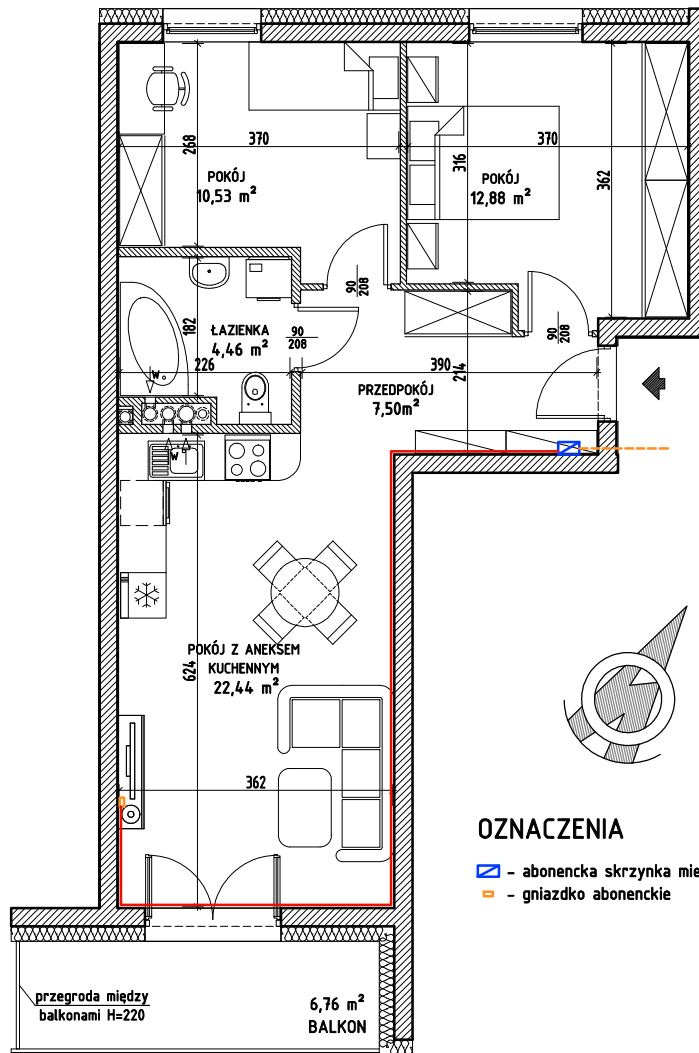 268
370
POKÓJ
10,53 m²
316
370
POKÓJ
12,88 m²
362
90
208
90
208
182
ŁAZIENKA
4,46 m²
226
90
208
390
214
PRZEDPOKÓJ
7,50m²
W
W
POKÓJ Z ANEKSEM
KUCHENNYM
22,44 m²
624
362
OZNACZENIA
- abonencka skrzynka mie
- gniazdko abonenckie
przegroda między
balkonami H=220
6,76 m²
BALKON